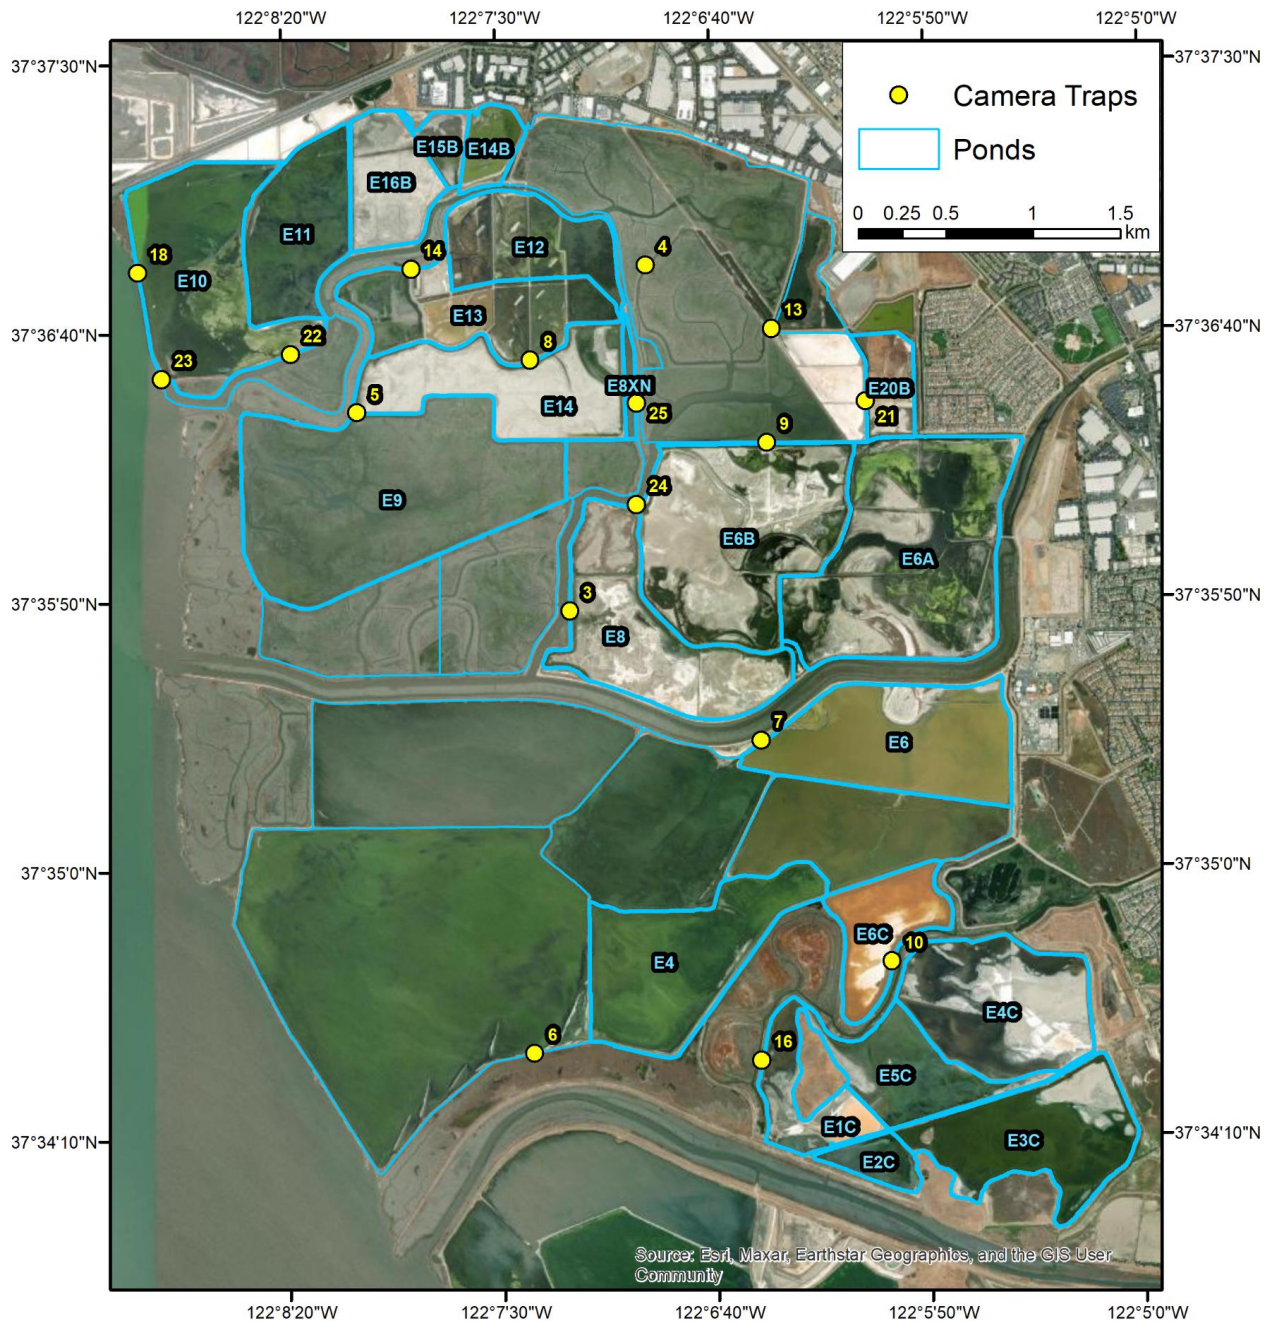 122°8'20"W 122°7'30"W 122°6'40"W 122°5'50"W 122°5'0"W
37°37'30"N 37°37'30"N
Camera Traps
Ponds
0 0.25 0.5 1 1.5
km
E15B E14B
E16B
E11 E12
14
4
18
E10
13
E13
37°36'40"N 37°36'40"N
22 8
23
E8XN E20B
5 E14 25 21
9
24
E9
E6B
E6A
3
37°35'50"N 37°35'50"N
E8
7
E6
37°35'0"N 37°35'0"N
E6C 10
E4
E4C
6 16
E5C
E1C
37°34'10"N 37°34'10"N
E3C
E2C
Source: Esri, Maxar, Earthstar Geographics, and the GIS User
Community
122°8'20"W 122°7'30"W 122°6'40"W 122°5'50"W 122°5'0"W